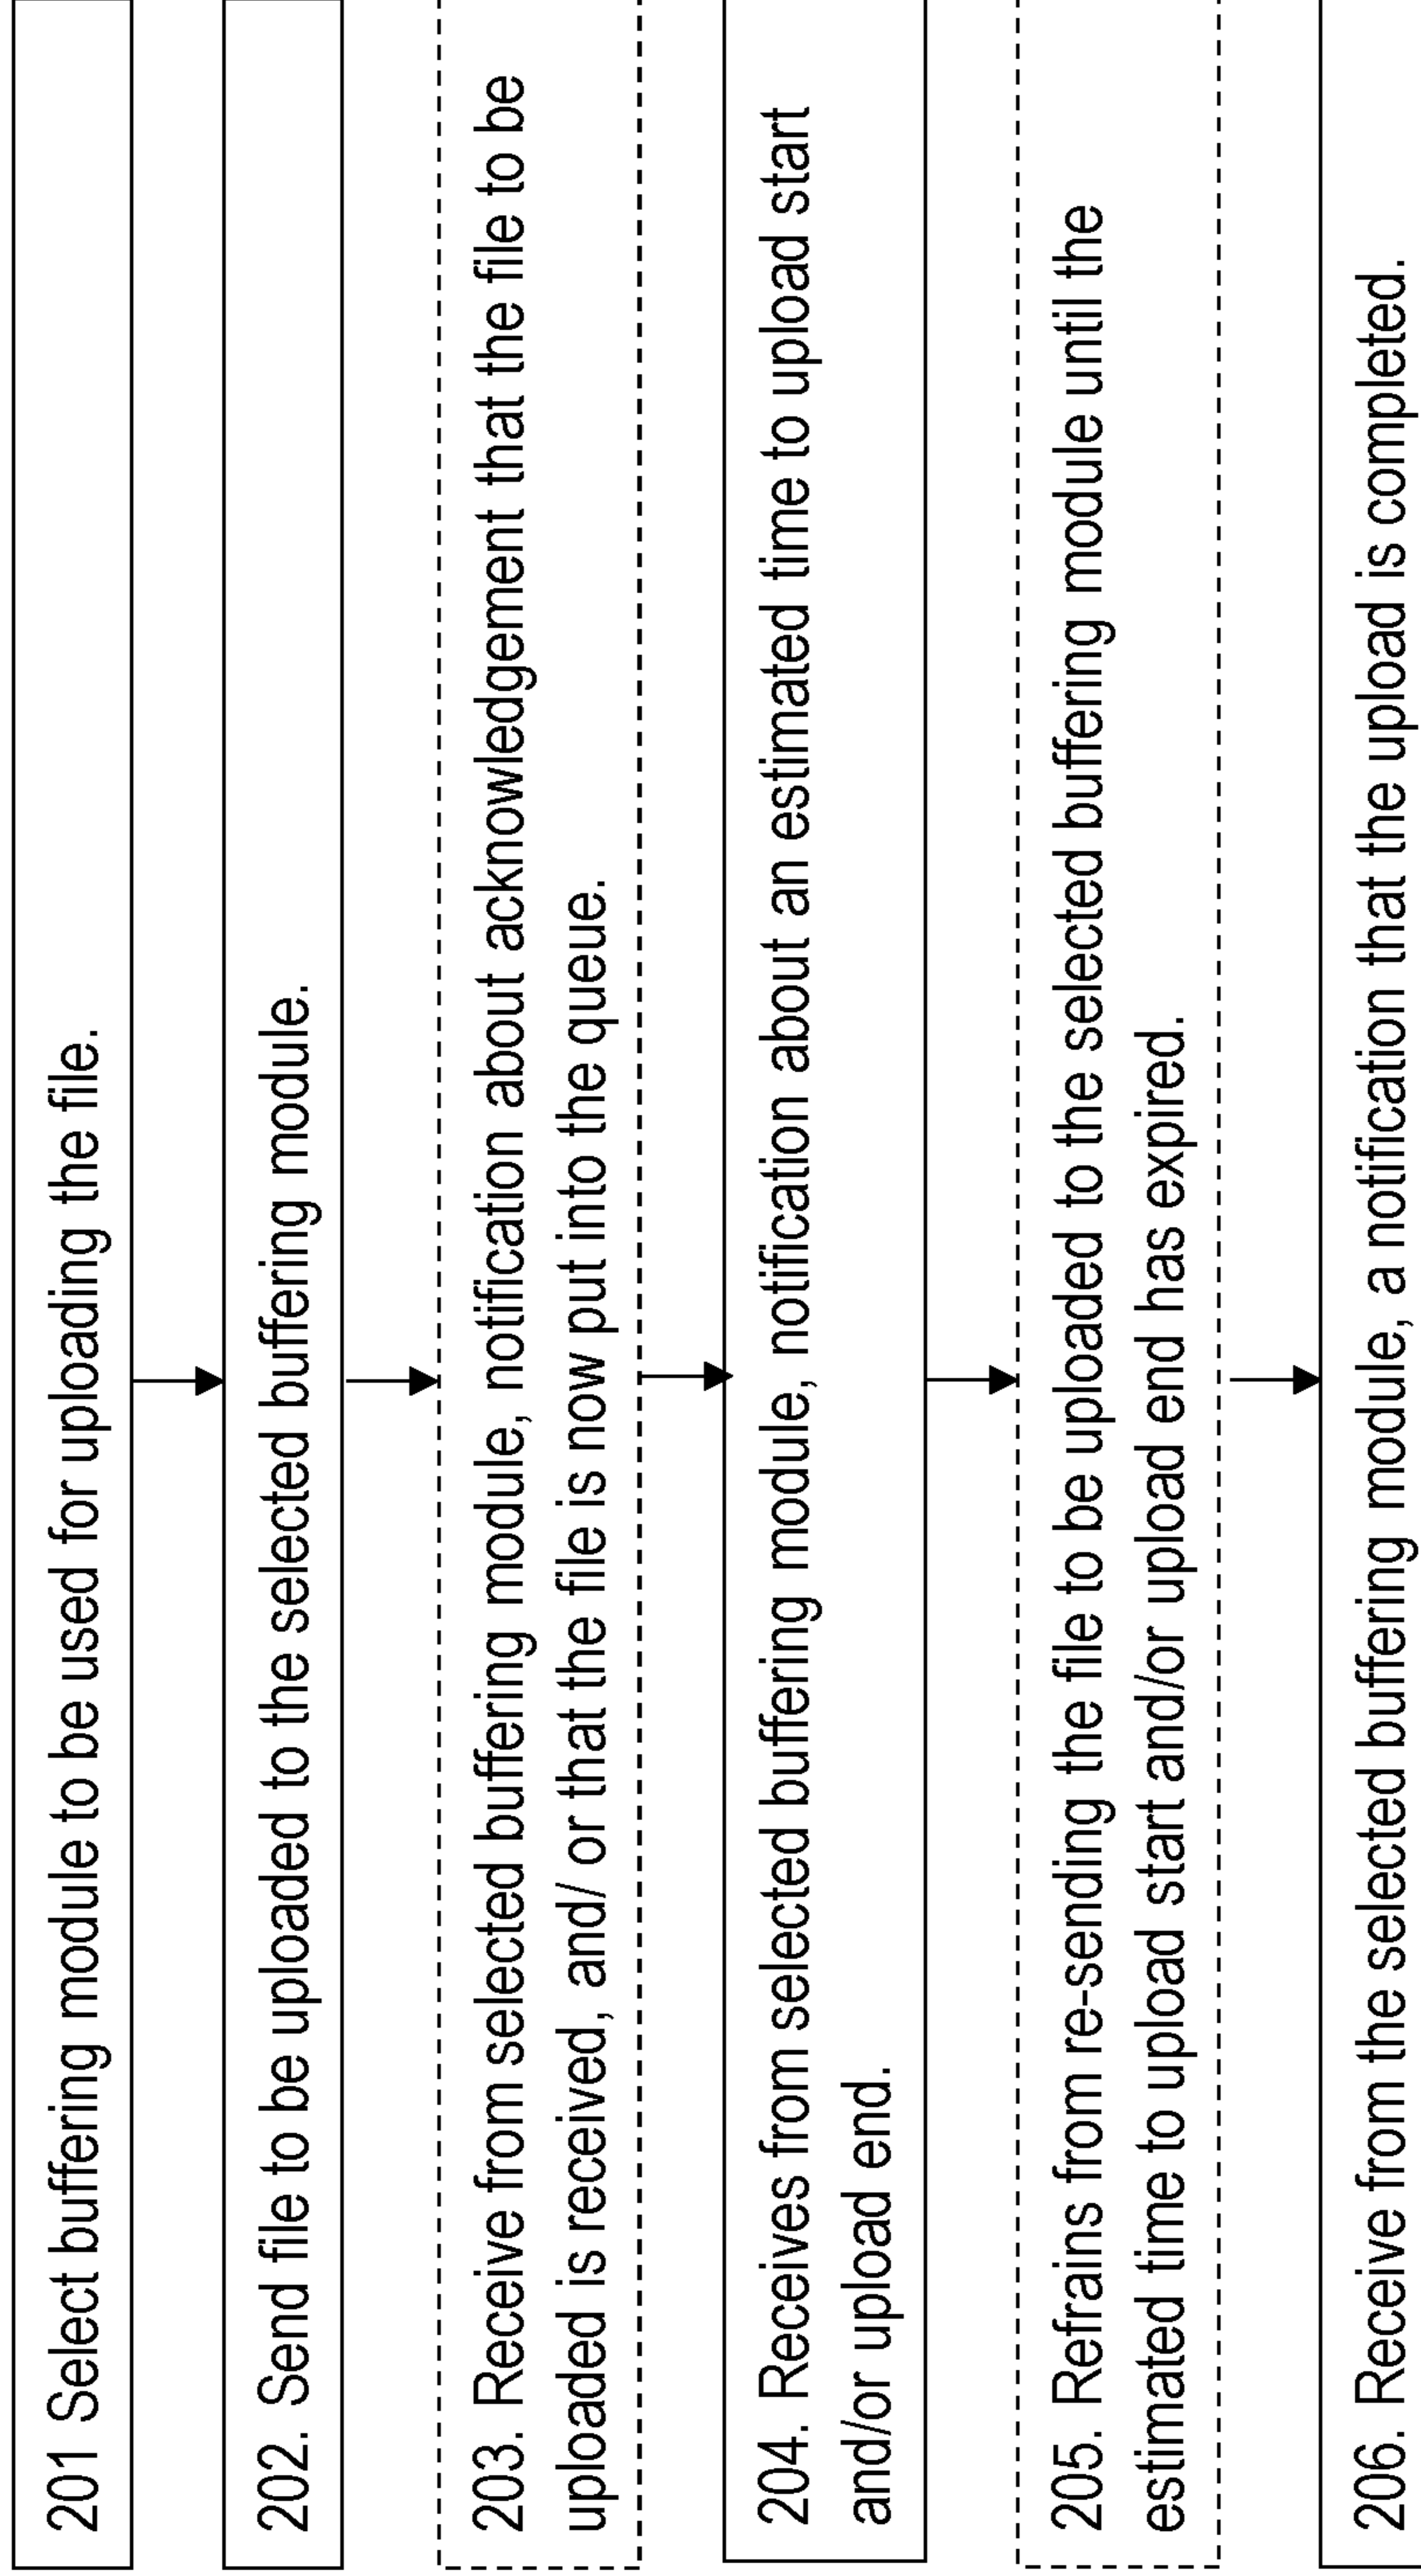 201 Select buffering module to be used for uploading the file.
202. Send file to be uploaded to the selected buffering module.
203. Receive from selected buffering module, notification about acknowledgement that the file to be
uploaded is received, and/ or that the file is now put into the queue.
204. Receives from selected buffering module, notification about an estimated time to upload start
and/or upload end.
205. Refrains from re-sending the file to be uploaded to the selected buffering module until the
estimated time to upload start and/or upload end has expired.
206. Receive from the selected buffering module, a notification that the upload is completed.